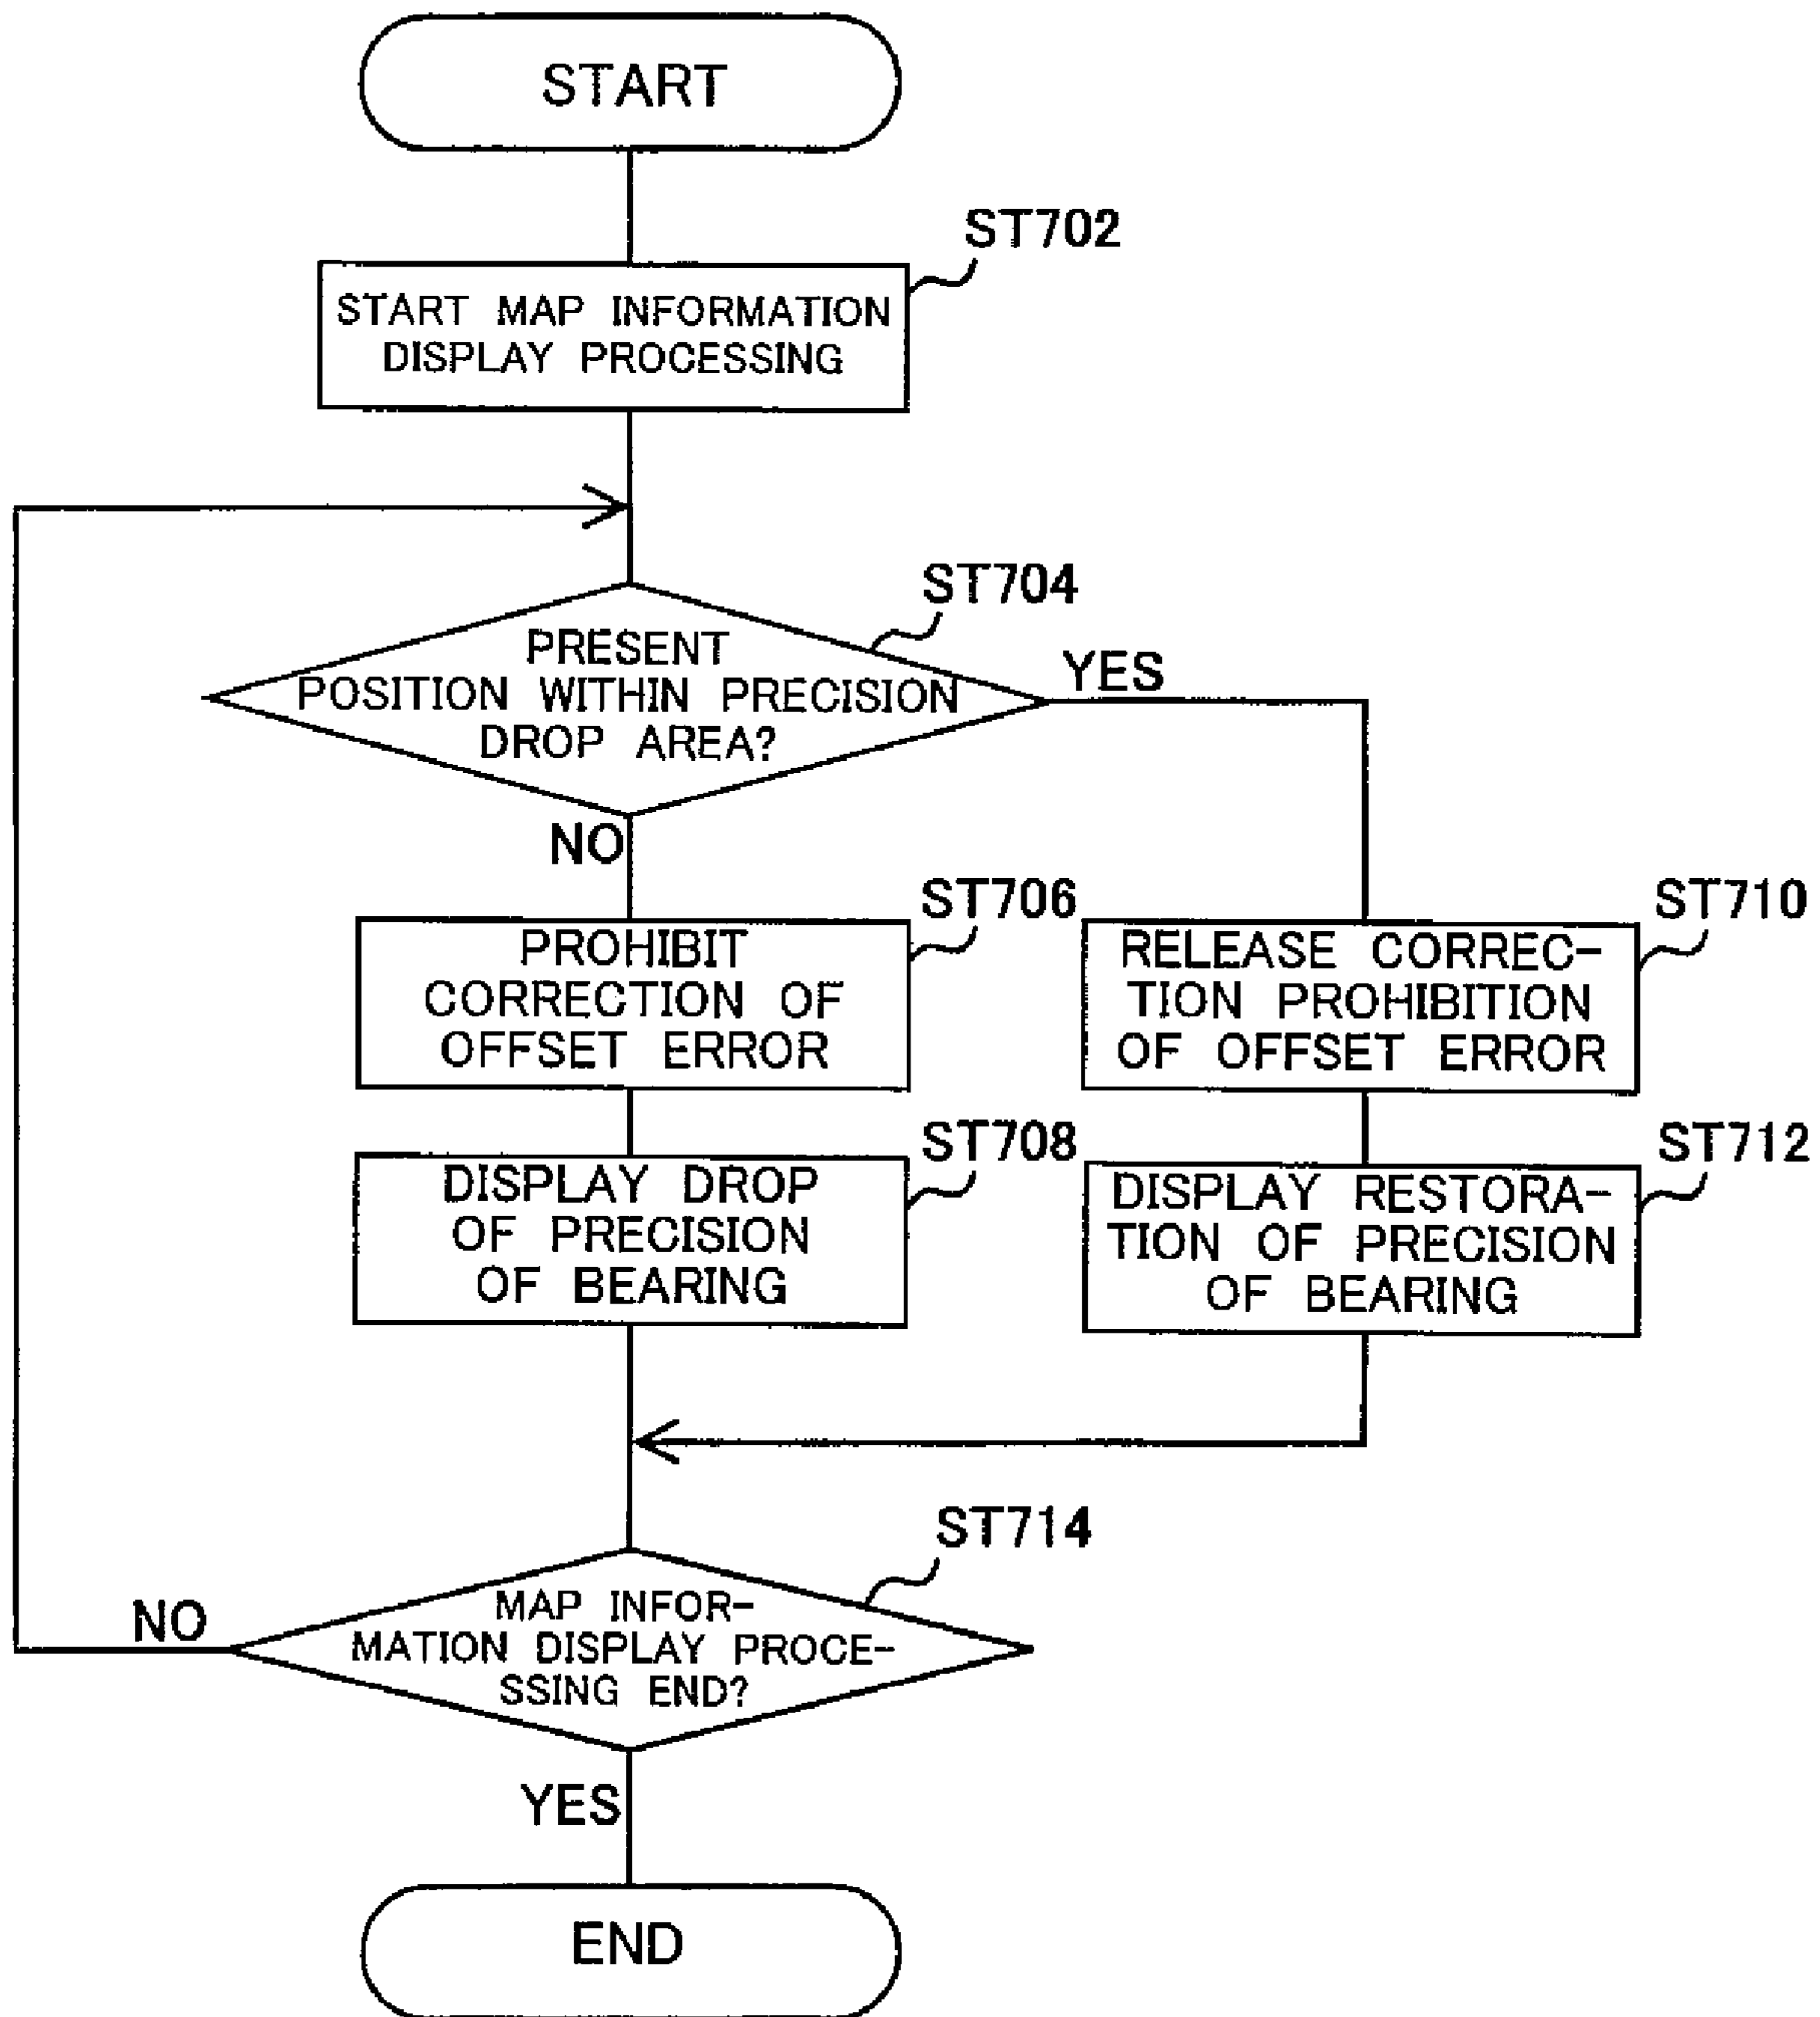 START
ST702
START MAP INFORMATION
DISPLAY PROCESSING
ST704
PRESENT
POSITION WITHIN PRECISION
DROP AREA?
YES
NO
ST706
PROHIBIT
CORRECTION OF
OFFSET ERROR
ST710
RELEASE CORREC-
TION PROHIBITION
OF OFFSET ERROR
ST708
DISPLAY DROP
OF PRECISION
OF BEARING
ST712
DISPLAY RESTORA-
TION OF PRECISION
OF BEARING
ST714
MAP INFOR-
MATION DISPLAY PROCE-
SSING END?
NO
YES
END